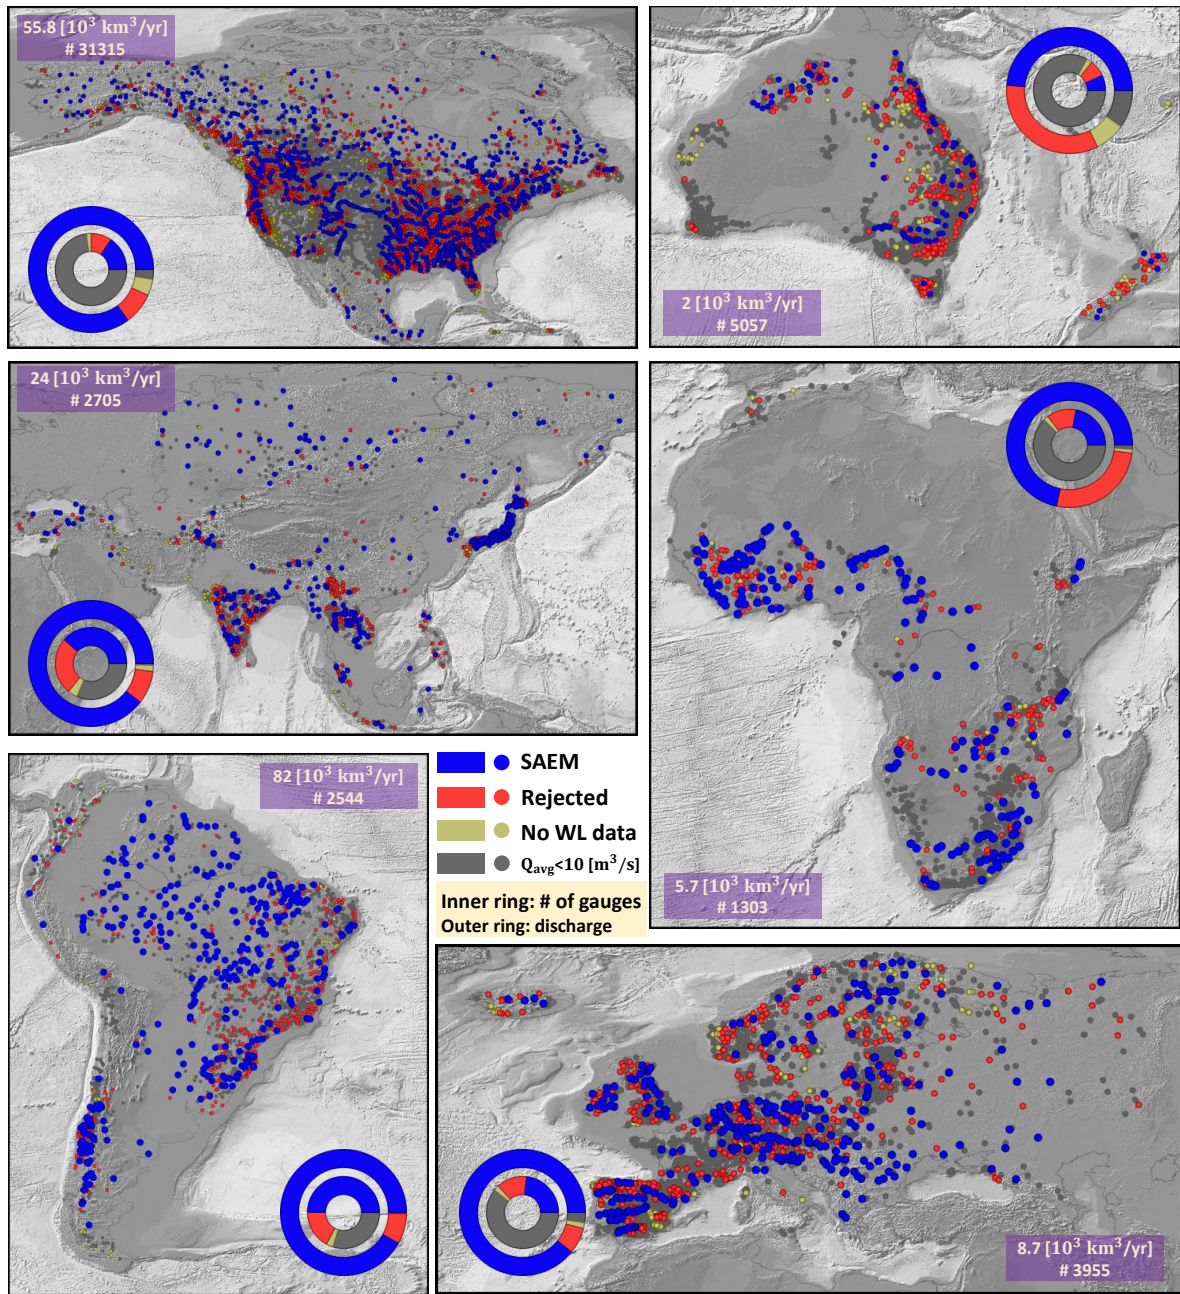 55.8 [10³ km³/yr]
# 31315
2 [10³ km³/yr]
# 5057
24 [10³ km³/yr]
# 2705
5.7 [10³ km³/yr]
# 1303
82 [10³ km³/yr]
# 2544
SAEM
Rejected
No WL data
Qavg<10 [m³/s]
Inner ring: # of gauges
Outer ring: discharge
8.7 [10³ km³/yr]
# 3955